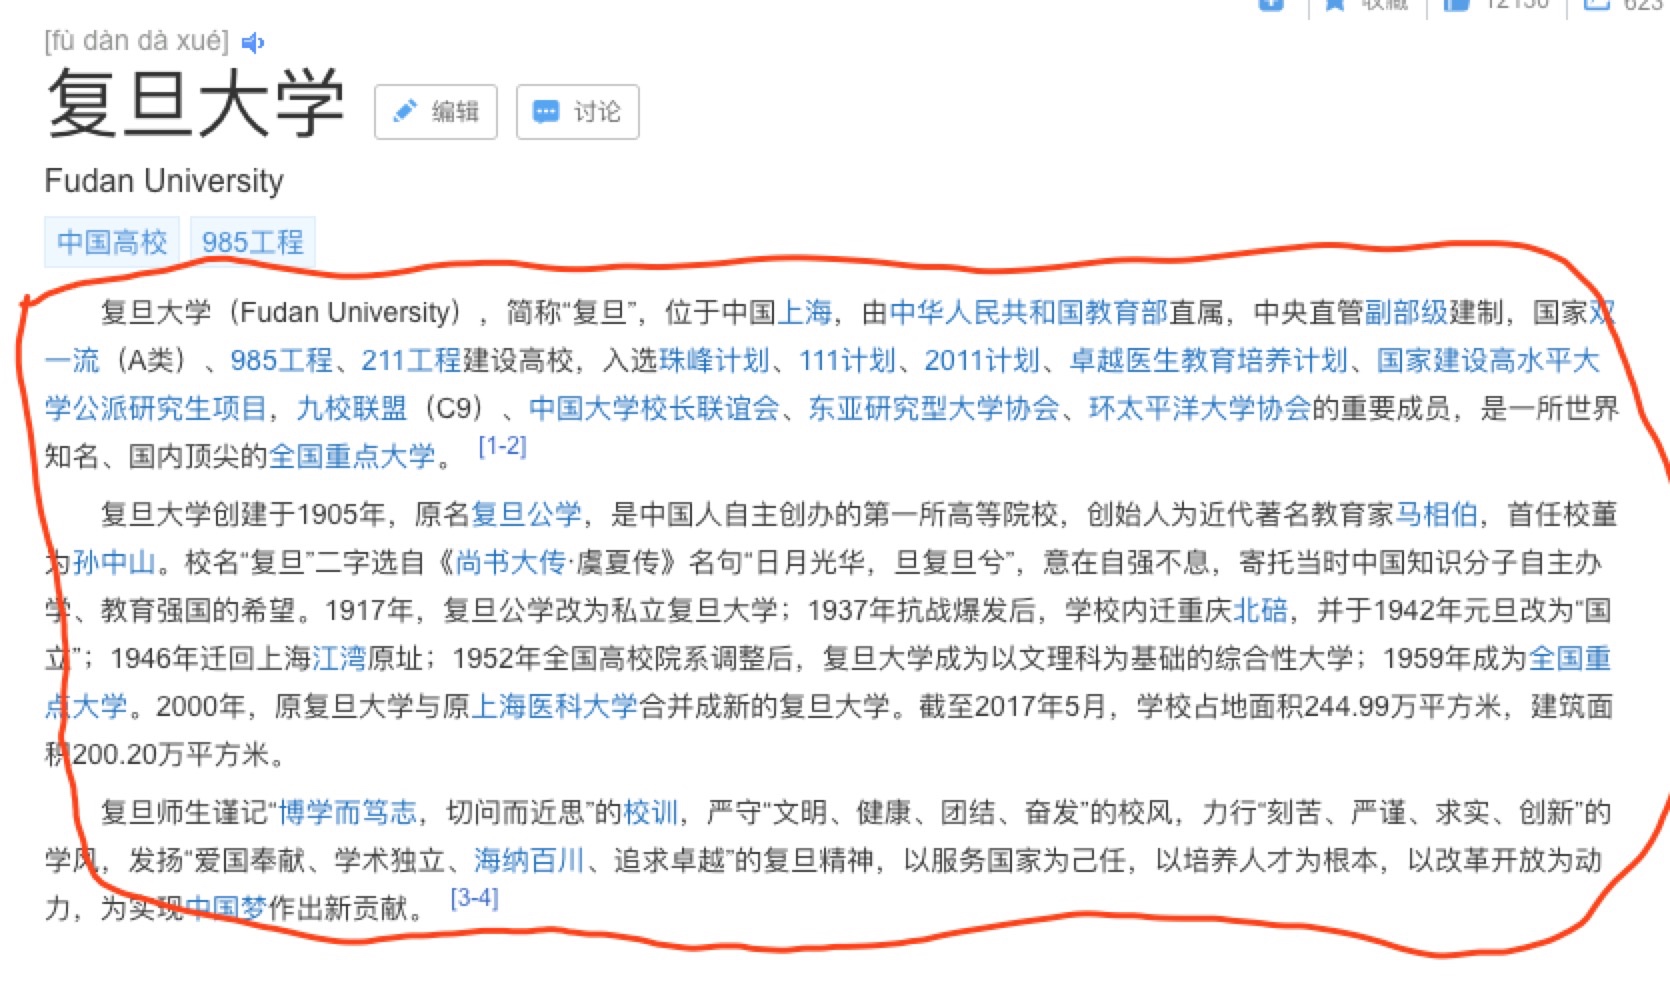 收藏
[fù dàn dà xué]
复旦大学
编辑
讨论
Fudan University
中国高校
985工程
复旦大学（Fudan University），简称“复旦”，位于中国上海，由中华人民共和国教育部直属，中央直管副部级建制，国家双
一流（A类）、985工程、211工程建设高校，入选珠峰计划、111计划、2011计划、卓越医生教育培养计划、国家建设高水平大
学公派研究生项目，九校联盟（C9）、中国大学校长联谊会、东亚研究型大学协会、环太平洋大学协会的重要成员，是一所世界
知名、国内顶尖的全国重点大学。 [1-2]
复旦大学创建于1905年，原名复旦公学，是中国人自主创办的第一所高等院校，创始人为近代著名教育家马相伯，首任校董
为孙中山。校名“复旦”二字选自《尚书大传·虞夏传》名句“日月光华，旦复旦兮”，意在自强不息，寄托当时中国知识分子自主办
学、教育强国的希望。1917年，复旦公学改为私立复旦大学；1937年抗战爆发后，学校内迁重庆北碚，并于1942年元旦改为“国
立”；1946年迁回上海江湾原址；1952年全国高校院系调整后，复旦大学成为以文理科为基础的综合性大学；1959年成为全国重
点大学。2000年，原复旦大学与原上海医科大学合并成新的复旦大学。截至2017年5月，学校占地面积244.99万平方米，建筑面
积200.20万平方米。
复旦师生谨记“博学而笃志，切问而近思”的校训，严守“文明、健康、团结、奋发”的校风，力行“刻苦、严谨、求实、创新”的
学风，发扬“爱国奉献、学术独立、海纳百川、追求卓越”的复旦精神，以服务国家为己任，以培养人才为根本，以改革开放为动
力，为实现中国梦作出新贡献。 [3-4]